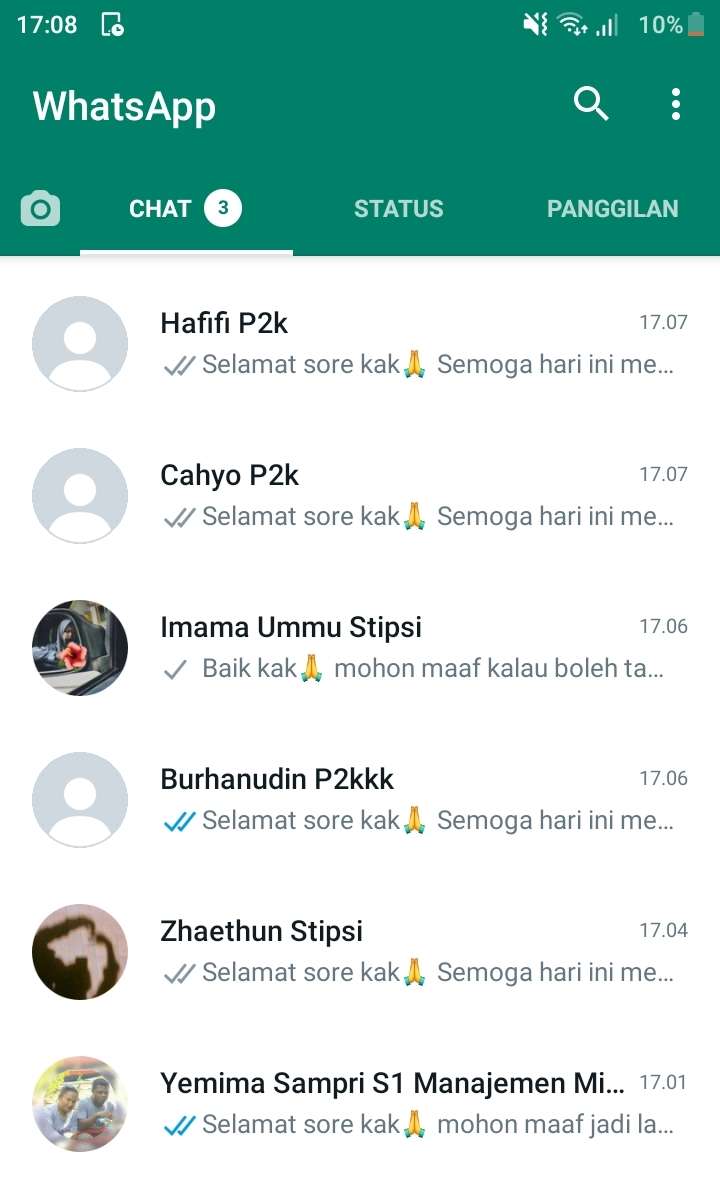 17:08 10%
WhatsApp
CHAT 3 STATUS PANGGILAN
Hafifi P2k 17.07
Selamat sore kak🙏 Semoga hari ini me...
Cahyo P2k 17.07
Selamat sore kak🙏 Semoga hari ini me...
Imama Ummu Stipsi 17.06
Baik kak🙏 mohon maaf kalau boleh ta...
Burhanudin P2kkk 17.06
Selamat sore kak🙏 Semoga hari ini me...
Zhaethun Stipsi 17.04
Selamat sore kak🙏 Semoga hari ini me...
Yemima Sampri S1 Manajemen Mi... 17.01
Selamat sore kak🙏 mohon maaf jadi la...